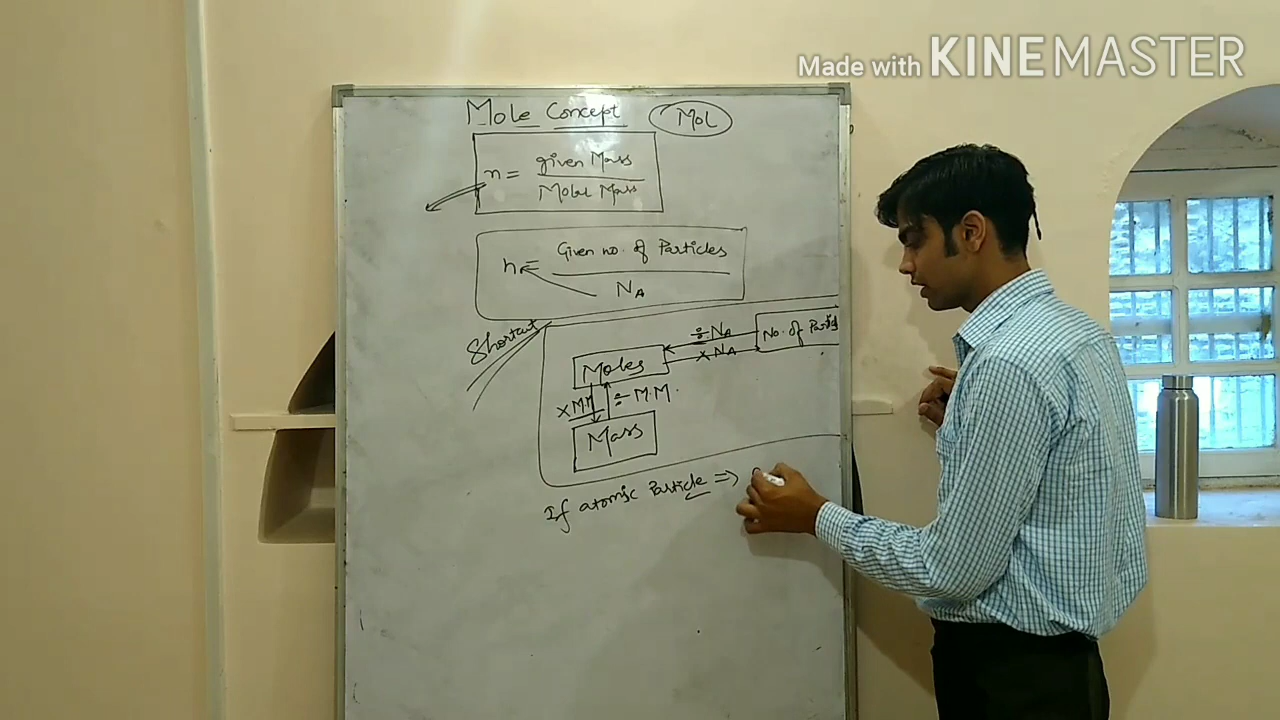 Made with KINEMASTER
Mole Concept Mol
n = given Mass
Molar Mass
n = Given no. of Particles
NA
Shortcut
÷ NA
No. of Particles
Moles
x NA
x MM
÷ M.M.
Mass
If atomic Particle ⇒